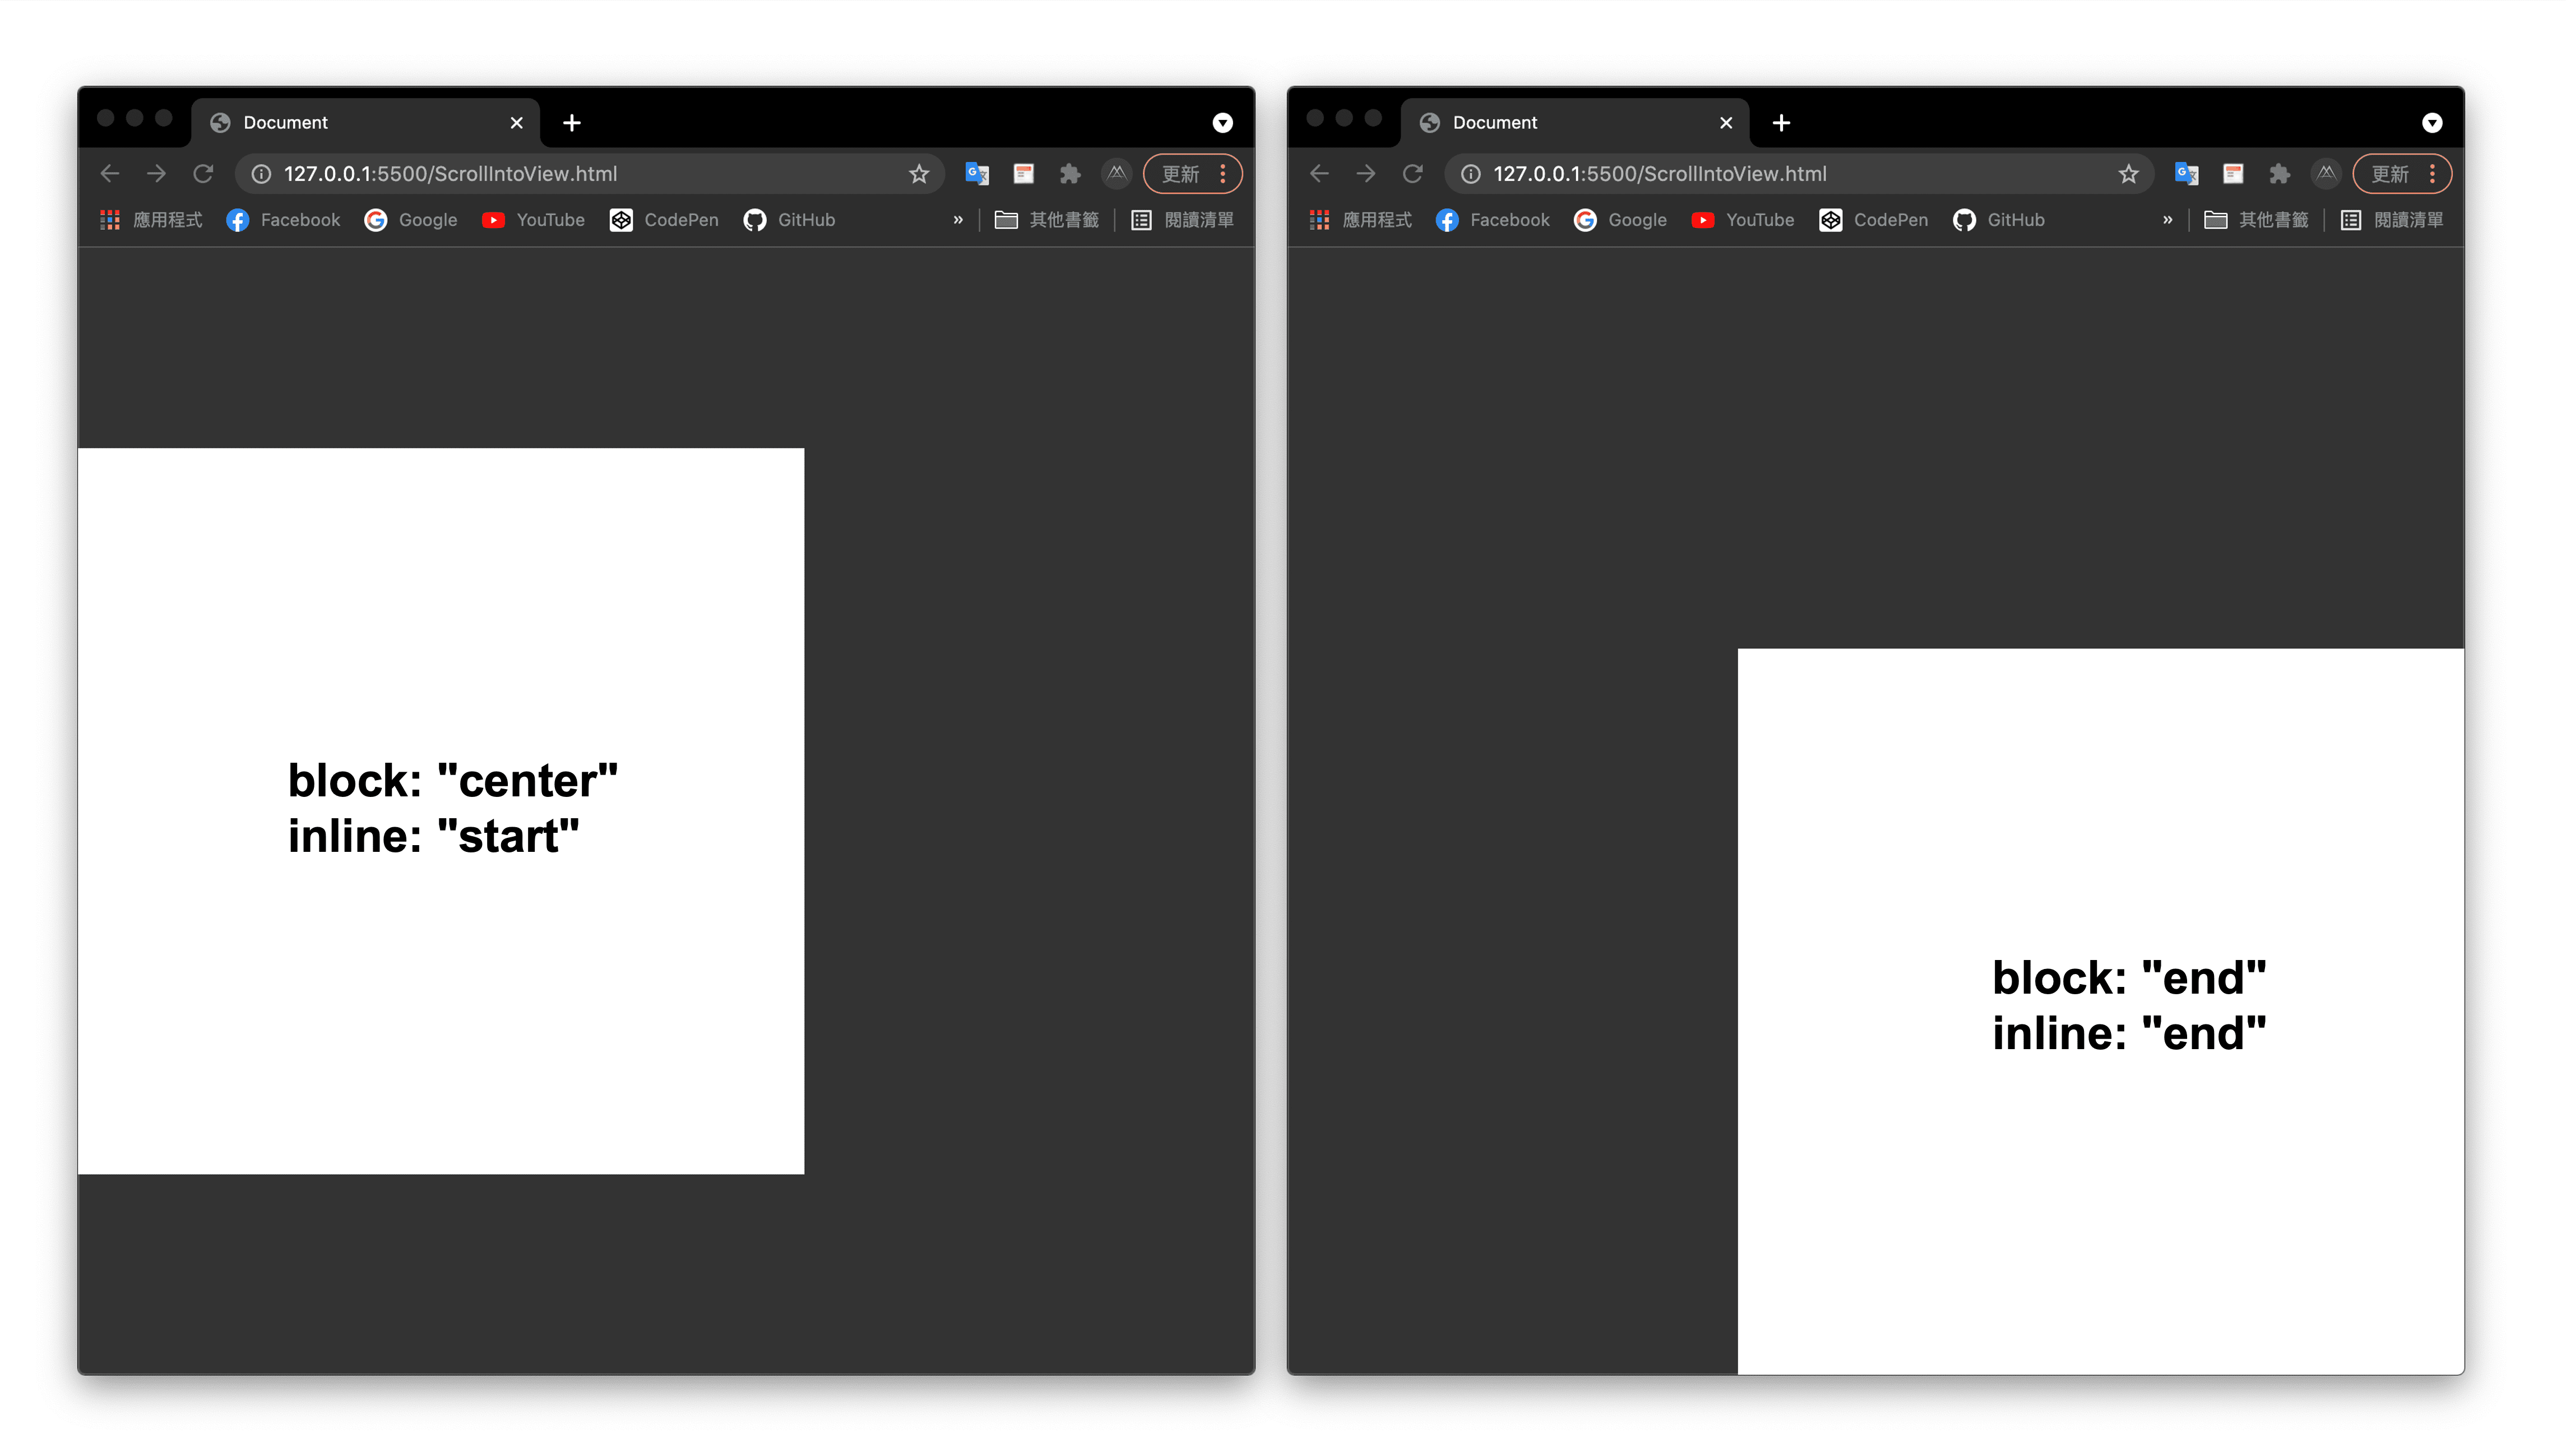 Document
127.0.0.1:5500/ScrollIntoView.html
更新
應用程式 Facebook Google YouTube CodePen GitHub » 其他書籤 閱讀清單
block: "center"
inline: "start"
Document
127.0.0.1:5500/ScrollIntoView.html
更新
應用程式 Facebook Google YouTube CodePen GitHub » 其他書籤 閱讀清單
block: "end"
inline: "end"